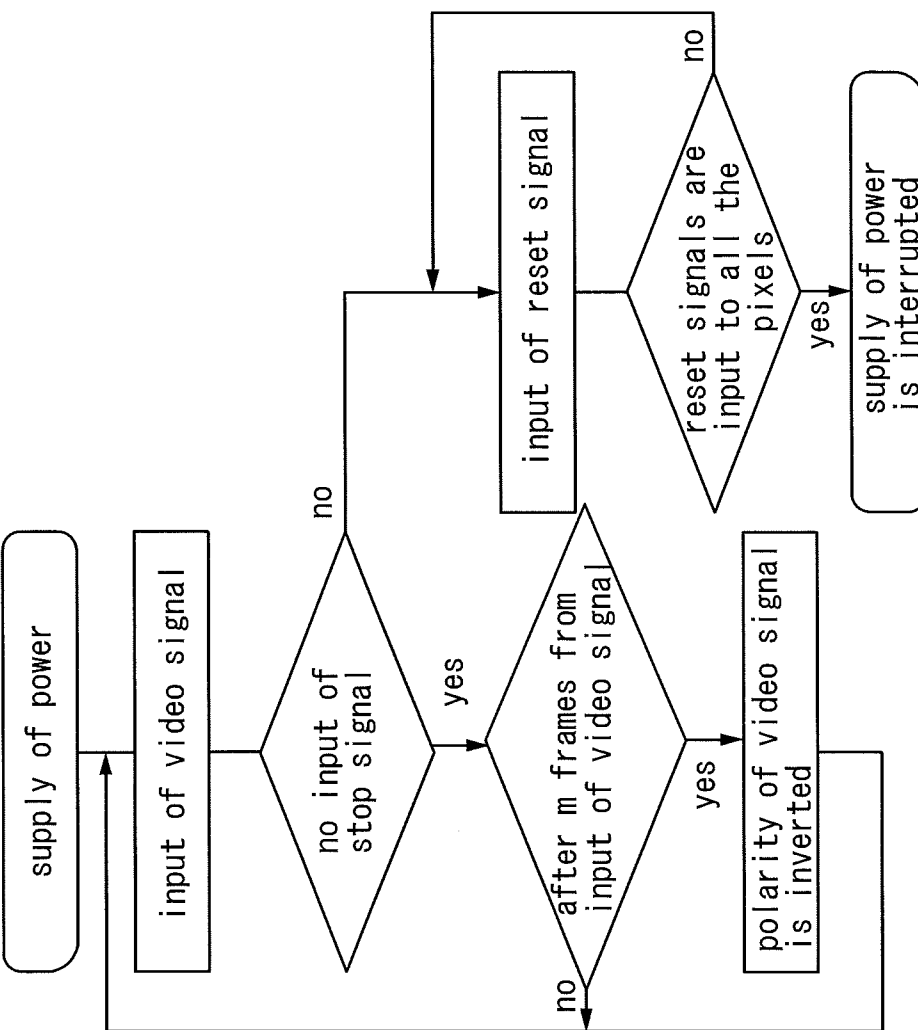 supply of power
input of video signal
no input of
stop signal
no
yes
after m frames from
input of video signal
no
yes
polarity of video signal
is inverted
input of reset signal
reset signals are
input to all the
pixels
no
yes
supply of power
is interrupted